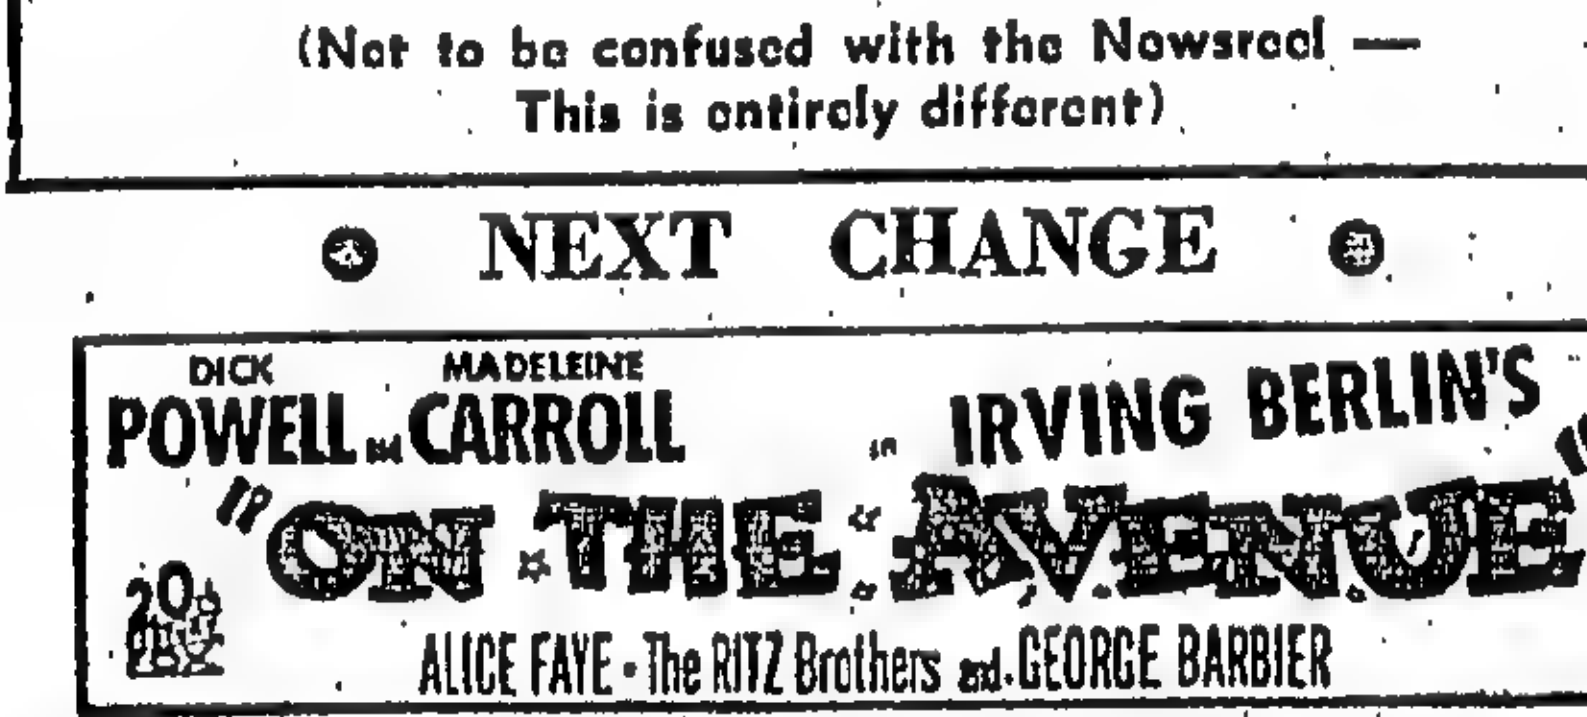 (Not to be confused with the Newsreel —
This is entirely different)
NEXT CHANGE
DICK POWELL and MADELEINE CARROLL in IRVING BERLIN'S
"ON THE AVENUE"
20th
ALICE FAYE · The RITZ Brothers and GEORGE BARBIER